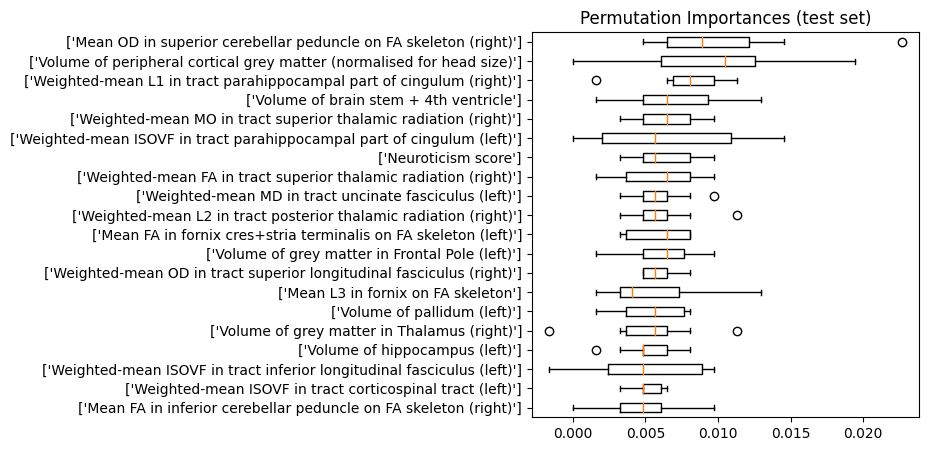 Permutation Importances (test set)
['Mean OD in superior cerebellar peduncle on FA skeleton (right)']
['Volume of peripheral cortical grey matter (normalised for head size)']
['Weighted-mean L1 in tract parahippocampal part of cingulum (right)']
['Volume of brain stem + 4th ventricle']
['Weighted-mean MO in tract superior thalamic radiation (right)']
['Weighted-mean ISOVF in tract parahippocampal part of cingulum (left)']
['Neuroticism score']
['Weighted-mean FA in tract superior thalamic radiation (right)']
['Weighted-mean MD in tract uncinate fasciculus (left)']
['Weighted-mean L2 in tract posterior thalamic radiation (right)']
['Mean FA in fornix cres+stria terminalis on FA skeleton (left)']
['Volume of grey matter in Frontal Pole (left)']
['Weighted-mean OD in tract superior longitudinal fasciculus (right)']
['Mean L3 in fornix on FA skeleton']
['Volume of pallidum (left)']
['Volume of grey matter in Thalamus (right)']
['Volume of hippocampus (left)']
['Weighted-mean ISOVF in tract inferior longitudinal fasciculus (left)']
['Weighted-mean ISOVF in tract corticospinal tract (left)']
['Mean FA in inferior cerebellar peduncle on FA skeleton (right)']
0.000 0.005 0.010 0.015 0.020